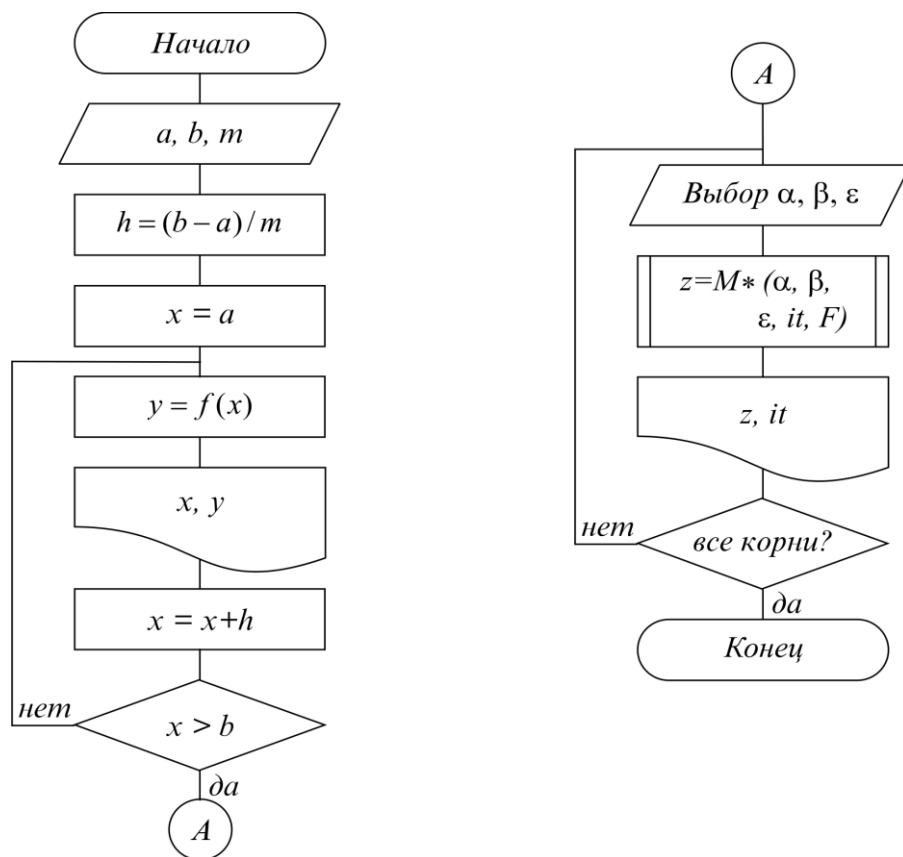 Начало
a, b, m
h = (b – a) / m
x = a
y = f (x)
x, y
x = x+h
нет
x > b
да
A
A
Выбор α, β, ε
z=M* (α, β,
ε, it, F)
z, it
нет
все корни?
да
Конец